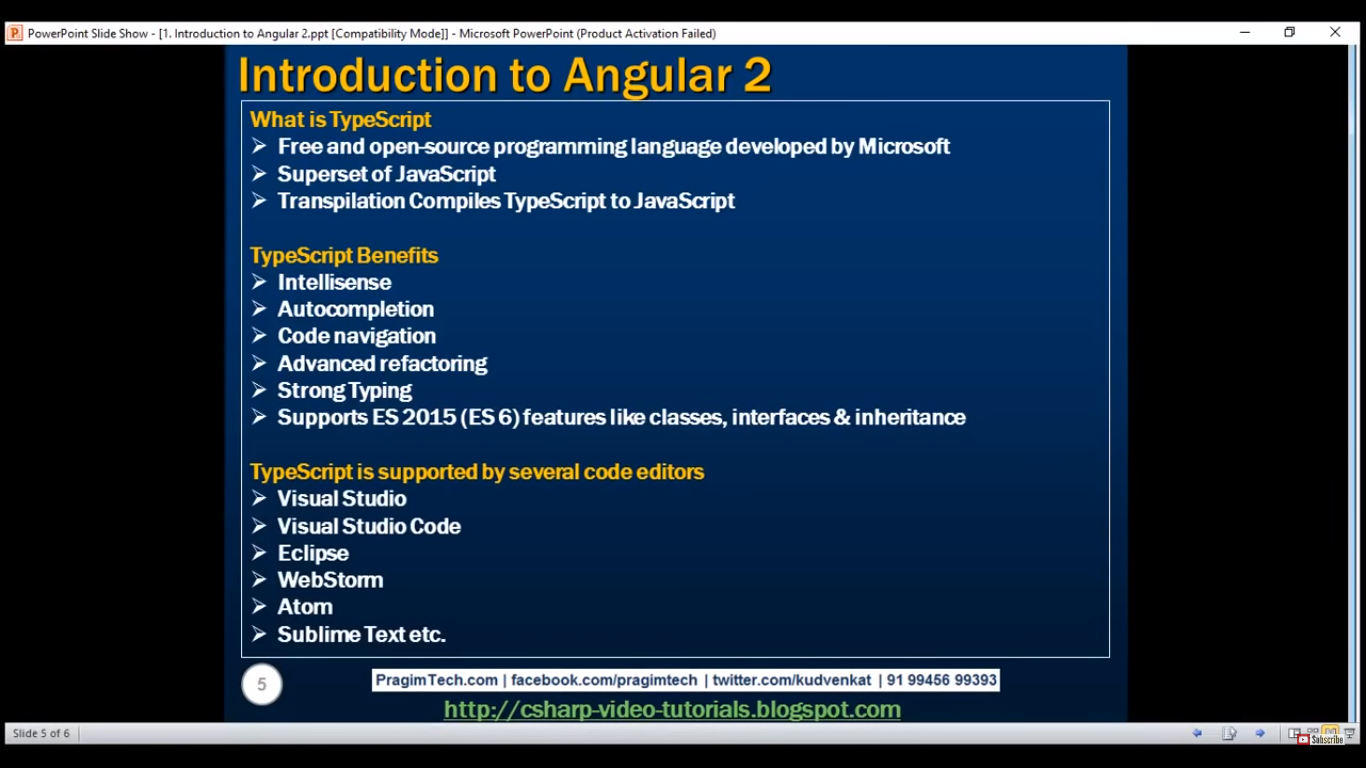 PowerPoint Slide Show - [1. Introduction to Angular 2.ppt [Compatibility Mode]] - Microsoft PowerPoint (Product Activation Failed)
Introduction to Angular 2
What is TypeScript
Free and open-source programming language developed by Microsoft
Superset of JavaScript
Transpilation Compiles TypeScript to JavaScript
TypeScript Benefits
Intellisense
Autocompletion
Code navigation
Advanced refactoring
Strong Typing
Supports ES 2015 (ES 6) features like classes, interfaces & inheritance
TypeScript is supported by several code editors
Visual Studio
Visual Studio Code
Eclipse
WebStorm
Atom
Sublime Text etc.
5
PragimTech.com | facebook.com/pragimtech | twitter.com/kudvenkat | 91 99456 99393
http://csharp-video-tutorials.blogspot.com
Slide 5 of 6
Subscribe